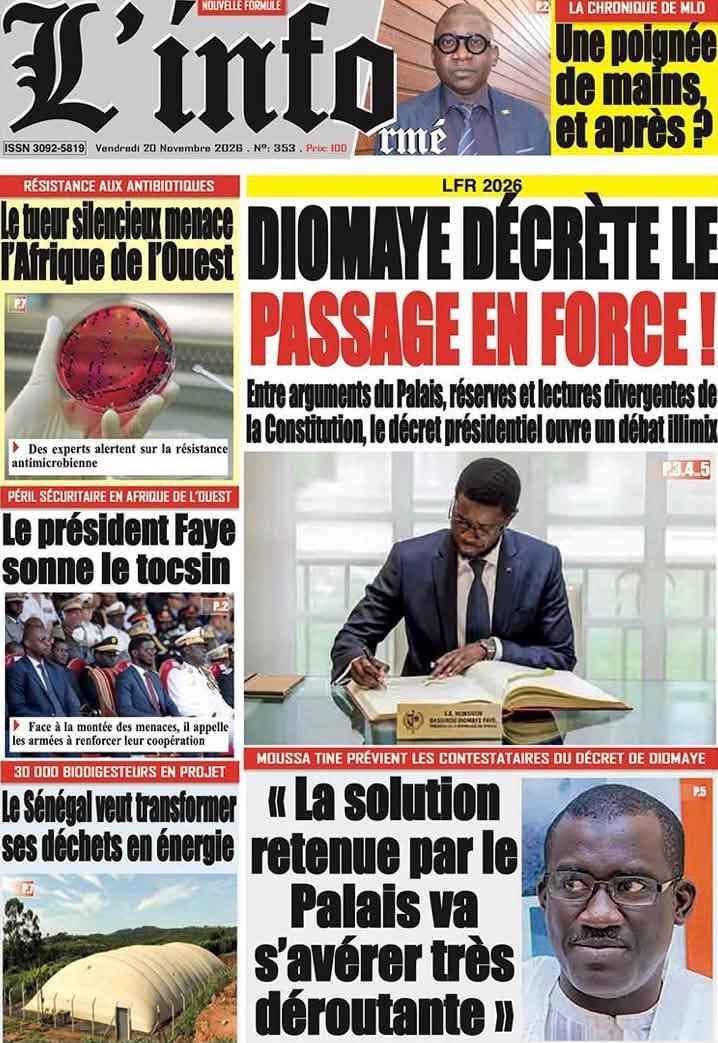 NOUVELLE FORMULE
L'info
rmé
ISSN 3092-5819 Vendredi 20 Novembre 2026 . N°: 353 . Prix: 100
P.2
LA CHRONIQUE DE MLD
Une poignée
de mains,
et après ?
RÉSISTANCE AUX ANTIBIOTIQUES
Le tueur silencieux menace
l'Afrique de l'Ouest
P.7
Des experts alertent sur la résistance
antimicrobienne
PÉRIL SÉCURITAIRE EN AFRIQUE DE L'OUEST
Le président Faye
sonne le tocsin
P.2
Face à la montée des menaces, il appelle
les armées à renforcer leur coopération
30 000 BIODIGESTEURS EN PROJET
Le Sénégal veut transformer
ses déchets en énergie
P.7
LFR 2026
DIOMAYE DÉCRÈTE LE
PASSAGE EN FORCE !
Entre arguments du Palais, réserves et lectures divergentes de
la Constitution, le décret présidentiel ouvre un débat illimix
P.3.4..5
S.E. MONSIEUR
BASSIROU DIOMAYE FAYE,
MOUSSA TINE PRÉVIENT LES CONTESTATAIRES DU DÉCRET DE DIOMAYE
« La solution
retenue par le
Palais va
s'avérer très
déroutante »
P.5